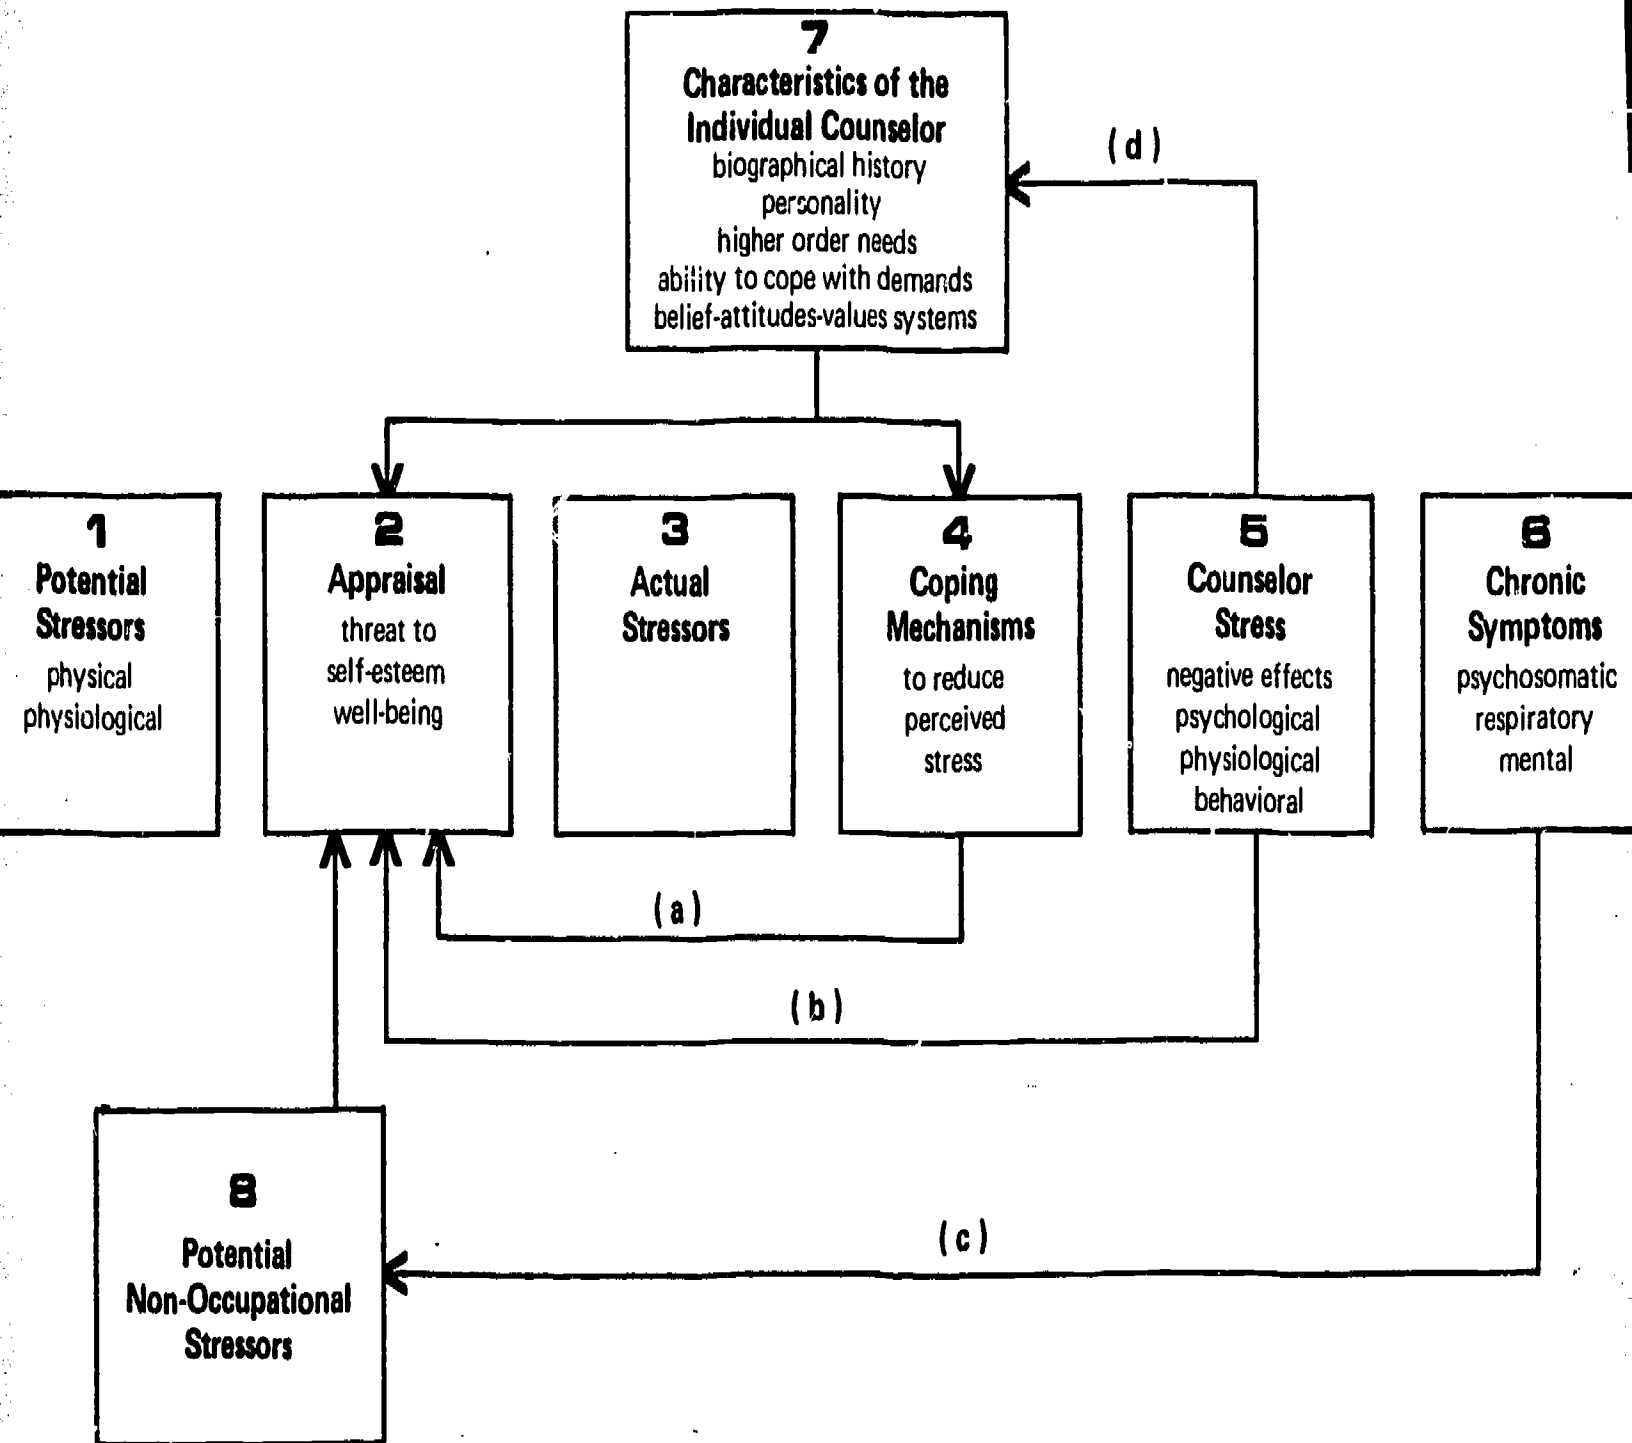 7
Characteristics of the
Individual Counselor
biographical history
personality
higher order needs
ability to cope with demands
belief-attitudes-values systems
(d)
1
Potential
Stressors
physical
physiological
2
Appraisal
threat to
self-esteem
well-being
3
Actual
Stressors
4
Coping
Mechanisms
to reduce
perceived
stress
5
Counselor
Stress
negative effects
psychological
physiological
behavioral
6
Chronic
Symptoms
psychosomatic
respiratory
mental
(a)
(b)
8
Potential
Non-Occupational
Stressors
(c)